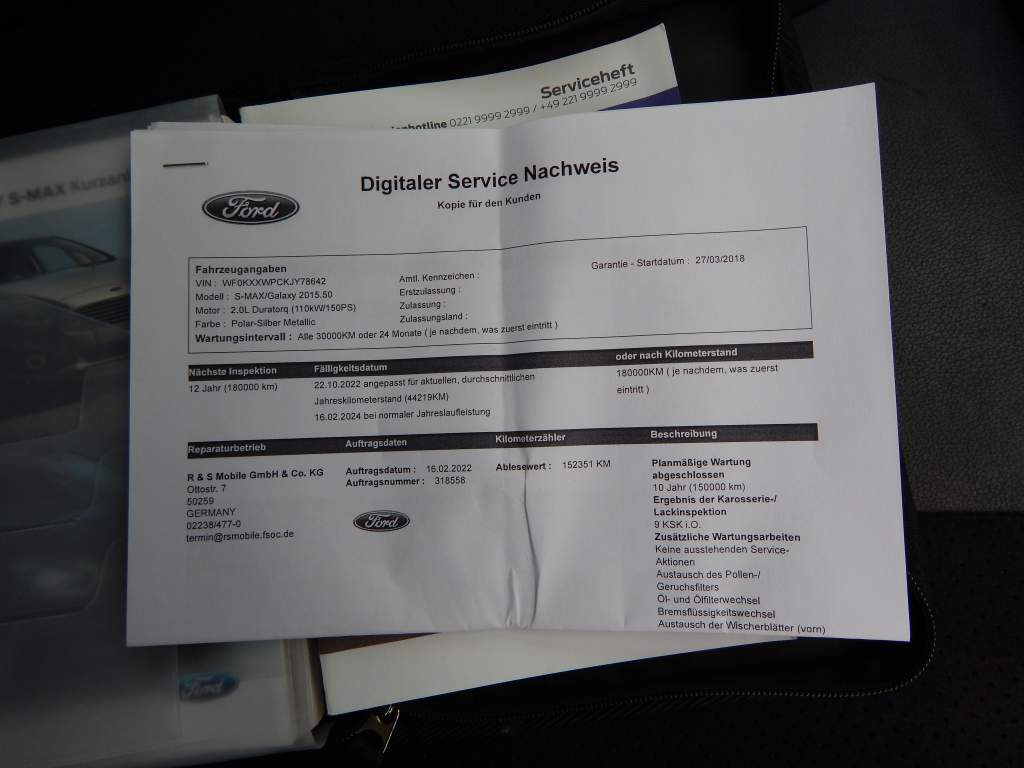 Serviceheft
hotline 0221 9999 2999 / +49 221 9999 2999
S-MAX
Digitaler Service Nachweis
Kopie für den Kunden
Ford
Fahrzeugangaben
VIN : WF0KXXWPCKJY78642
Modell : S-MAX/Galaxy 2015.50
Motor : 2.0L Duratorq (110kW/150PS)
Farbe : Polar-Silber Metallic
Amtl. Kennzeichen :
Erstzulassung :
Zulassung :
Zulassungsland :
Garantie - Startdatum : 27/03/2018
Wartungsintervall : Alle 30000KM oder 24 Monate ( je nachdem, was zuerst eintritt )
Nächste Inspektion Fälligkeitsdatum oder nach Kilometerstand
12 Jahr (180000 km)
22.10.2022 angepasst für aktuellen, durchschnittlichen
Jahreskilometerstand (44219KM)
16.02.2024 bei normaler Jahreslaufleistung
180000KM ( je nachdem, was zuerst
eintritt )
Reparaturbetrieb Auftragsdaten Kilometerzähler Beschreibung
R & S Mobile GmbH & Co. KG
Ottostr. 7
50259
GERMANY
02238/477-0
termin@rsmobile.fsoc.de
Auftragsdatum : 16.02.2022
Auftragsnummer : 318558
Ford
Ablesewert : 152351 KM
Planmäßige Wartung
abgeschlossen
10 Jahr (150000 km)
Ergebnis der Karosserie-/
Lackinspektion
9 KSK i.O.
Zusätzliche Wartungsarbeiten
Keine ausstehenden Service-
Aktionen
Austausch des Pollen-/
Geruchsfilters
Öl- und Ölfilterwechsel
Bremsflüssigkeitswechsel
Austausch der Wischerblätter (vorn)
Ford